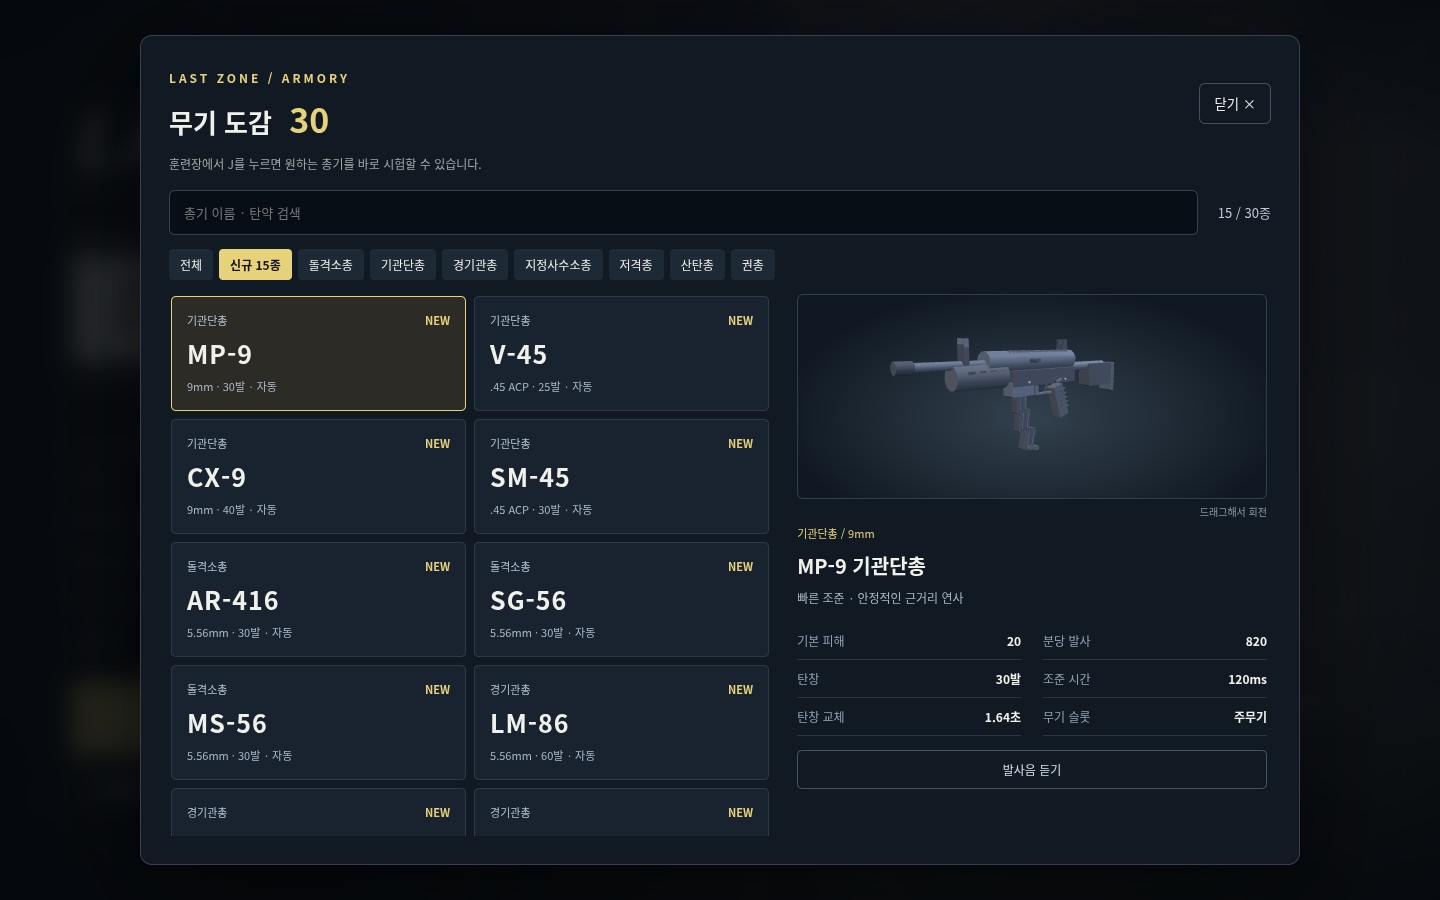 LAST ZONE / ARMORY
무기 도감 30
닫기 ×
훈련장에서 J를 누르면 원하는 총기를 바로 시험할 수 있습니다.
총기 이름 · 탄약 검색
15 / 30종
전체
신규 15종
돌격소총
기관단총
경기관총
지정사수소총
저격총
산탄총
권총
기관단총 NEW
MP-9
9mm · 30발 · 자동
기관단총 NEW
V-45
.45 ACP · 25발 · 자동
기관단총 NEW
CX-9
9mm · 40발 · 자동
기관단총 NEW
SM-45
.45 ACP · 30발 · 자동
돌격소총 NEW
AR-416
5.56mm · 30발 · 자동
돌격소총 NEW
SG-56
5.56mm · 30발 · 자동
돌격소총 NEW
MS-56
5.56mm · 30발 · 자동
경기관총 NEW
LM-86
5.56mm · 60발 · 자동
경기관총 NEW
경기관총 NEW
드래그해서 회전
기관단총 / 9mm
MP-9 기관단총
빠른 조준 · 안정적인 근거리 연사
기본 피해 20
분당 발사 820
탄창 30발
조준 시간 120ms
탄창 교체 1.64초
무기 슬롯 주무기
발사음 듣기